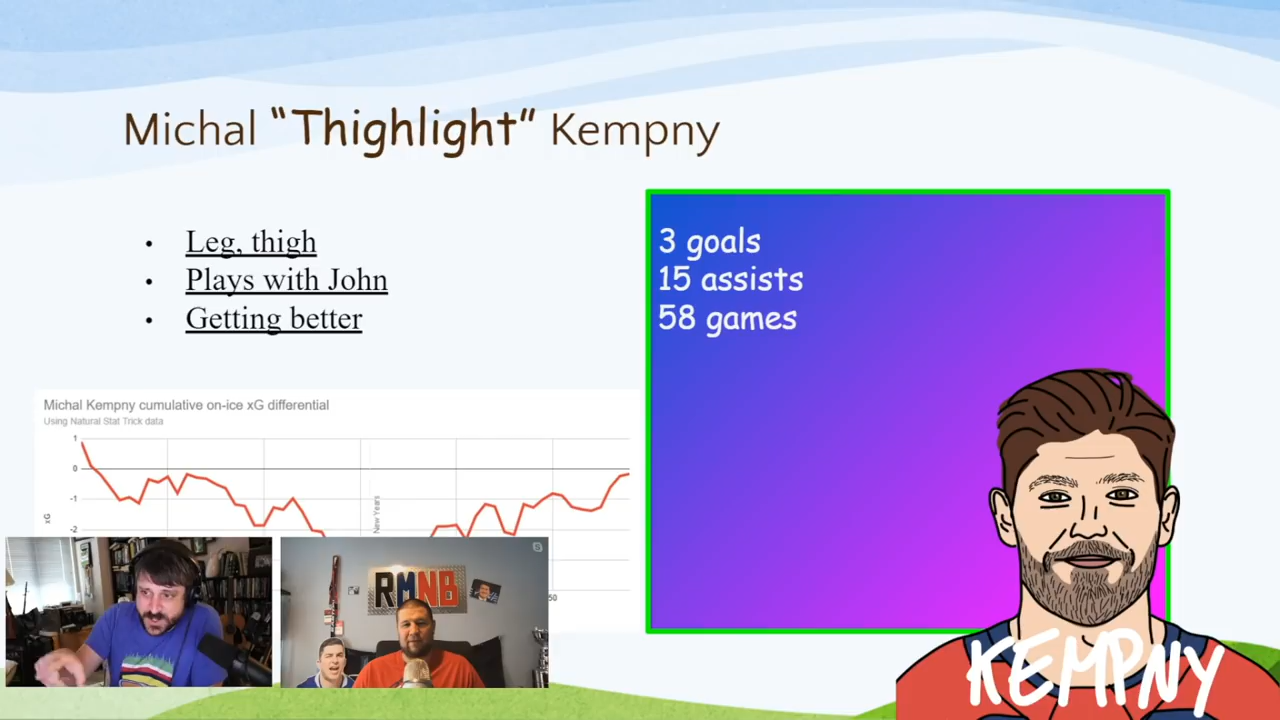 Michal "Thighlight" Kempny
• Leg, thigh
• Plays with John
• Getting better
3 goals
15 assists
58 games
Michal Kempny cumulative on-ice xG differential
Using Natural Stat Trick data
1
0
-1
-2
xG
New Years
50
RMNB
KEMPNY